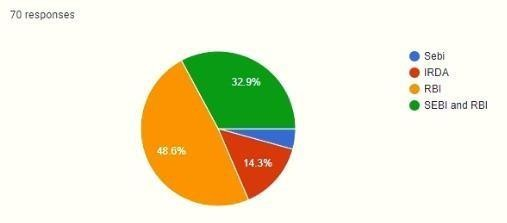 70 responses
Sebi
IRDA
RBI
SEBI and RBI
32.9%
48.6%
14.3%